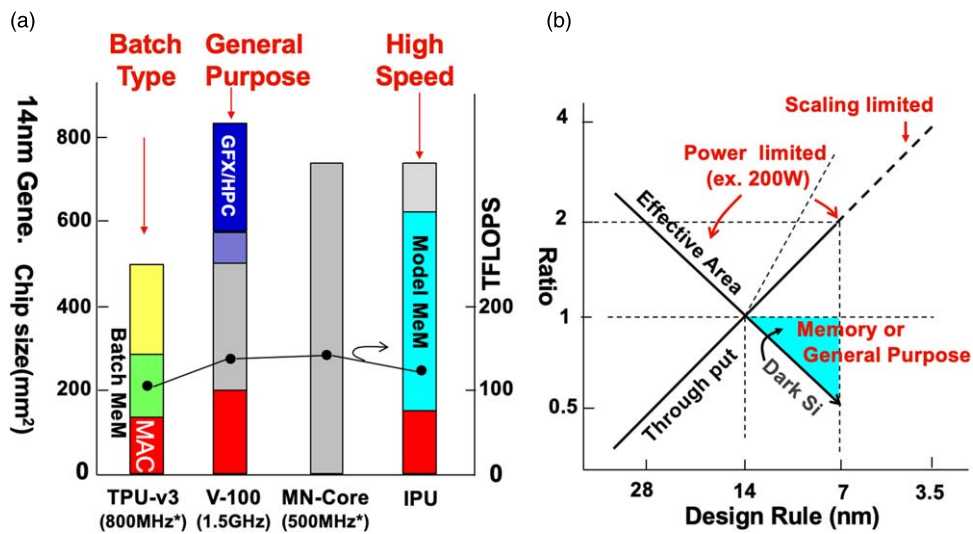 (a)
Batch
Type
General
Purpose
High
Speed
14nm Gene. Chip size(mm²)
800
600
400
200
0
GFX/HPC
Batch MeM
MAC
Model MeM
TFLOPS
200
100
0
TPU-v3
(800MHz*)
V-100
(1.5GHz)
MN-Core
(500MHz*)
IPU
(b)
Ratio
4
2
1
0.5
Scaling limited
Power limited
(ex. 200W)
Effective Area
Through put
Memory or
General Purpose
Dark Si
28
14
7
3.5
Design Rule (nm)